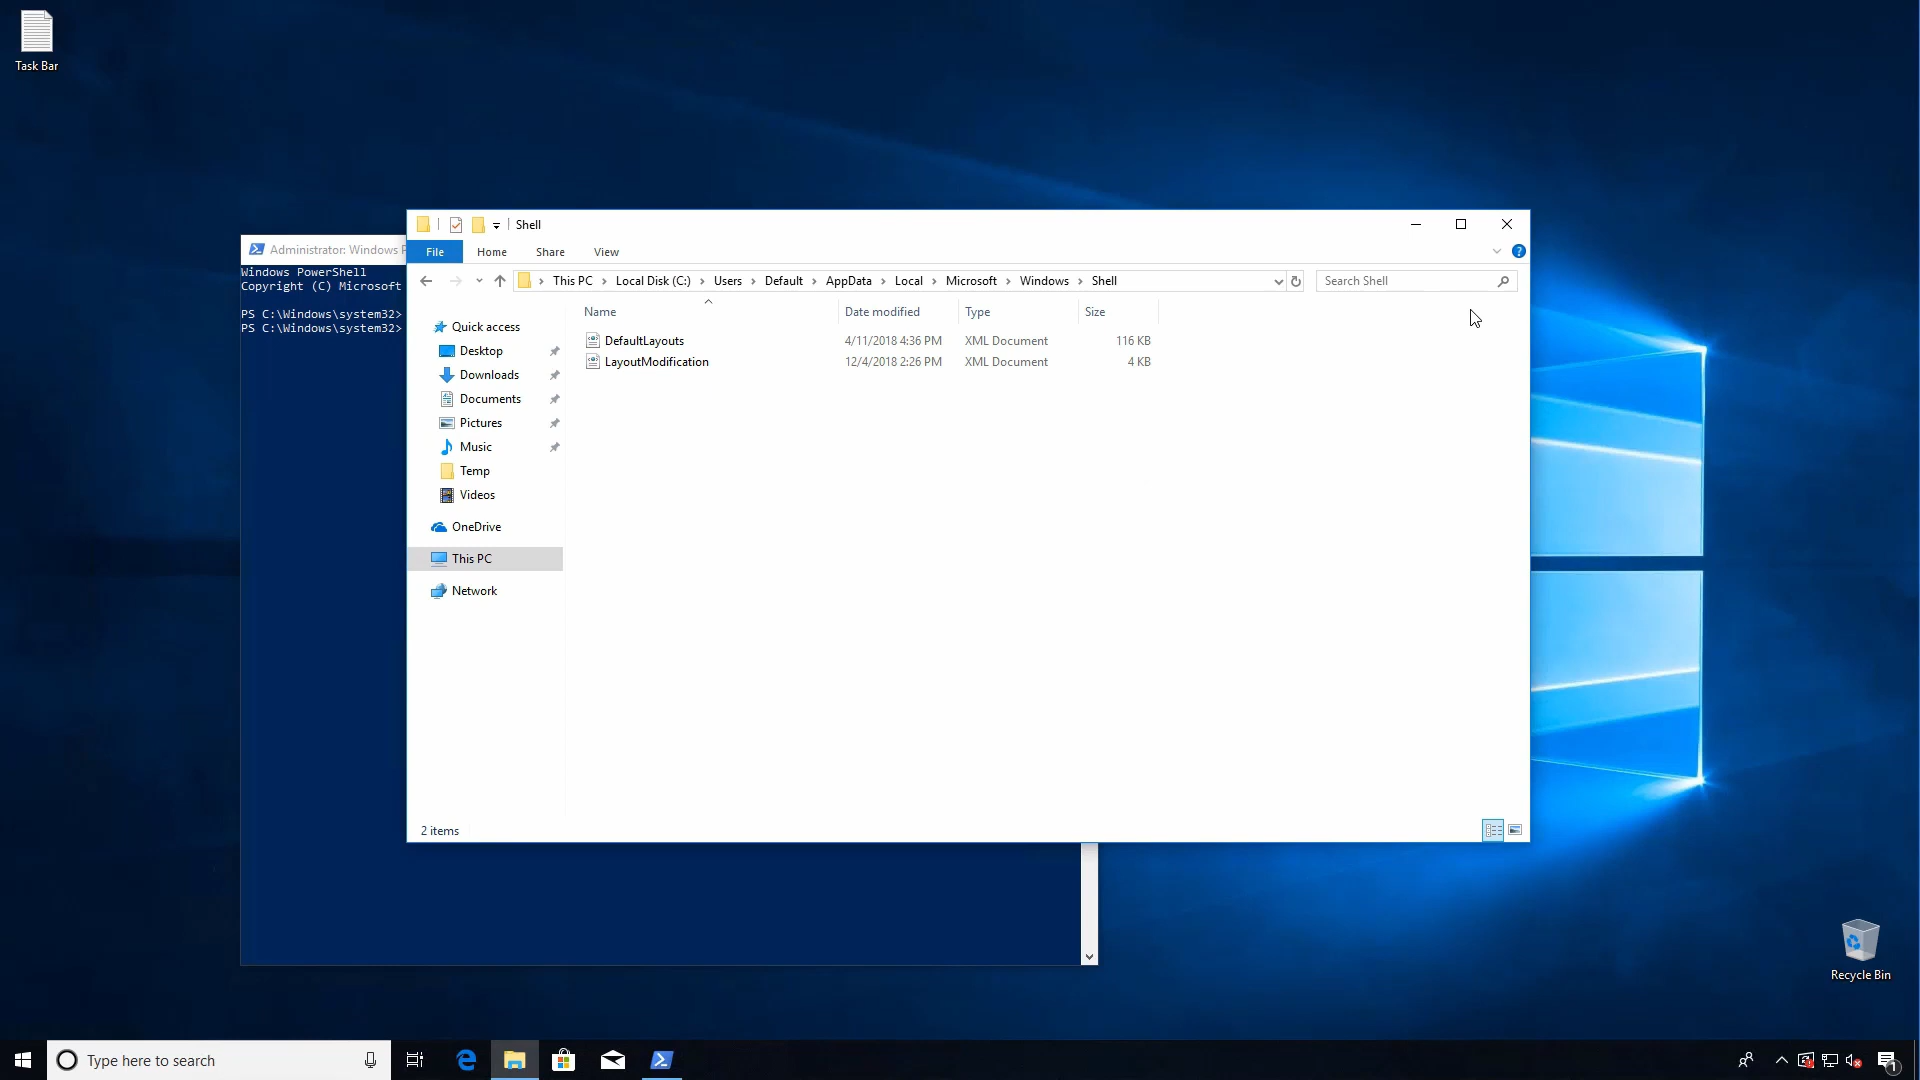 Task Bar
Shell
Administrator: Windows P
File Home Share View
Windows PowerShell
Copyright (C) Microsoft
PS C:\Windows\system32>
PS C:\Windows\system32>
This PC > Local Disk (C:) > Users > Default > AppData > Local > Microsoft > Windows > Shell
Search Shell
Name Date modified Type Size
DefaultLayouts 4/11/2018 4:36 PM XML Document 116 KB
LayoutModification 12/4/2018 2:26 PM XML Document 4 KB
Quick access
Desktop
Downloads
Documents
Pictures
Music
Temp
Videos
OneDrive
This PC
Network
2 items
Recycle Bin
Type here to search
1